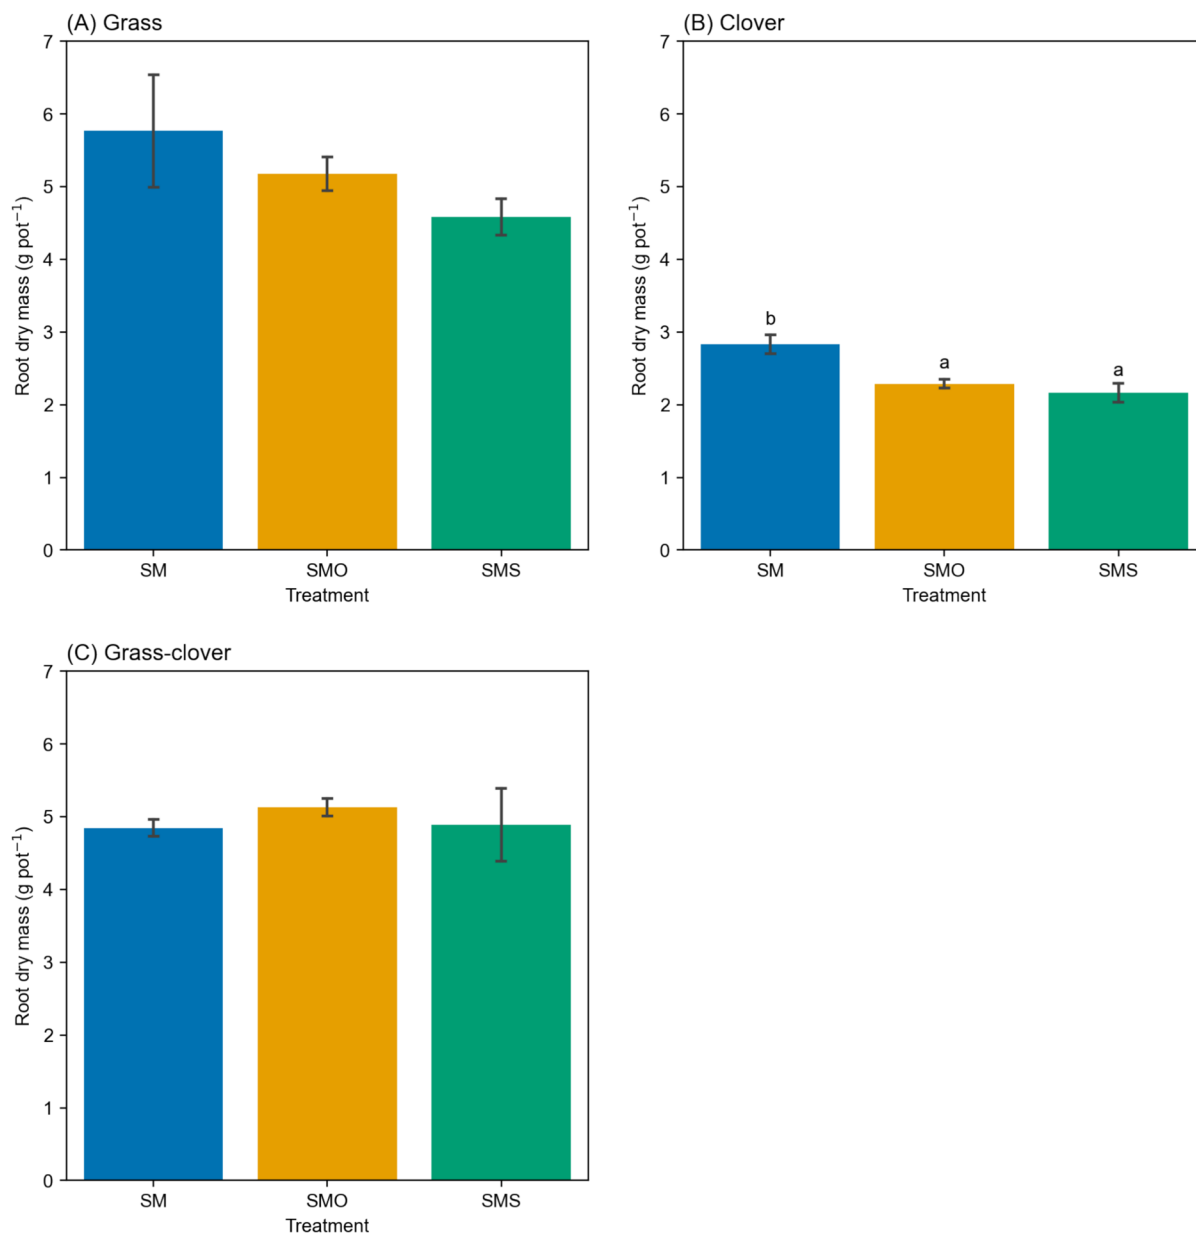 (A) Grass
7
6
5
4
3
2
1
0
Root dry mass (g pot⁻¹)
SM SMO SMS
Treatment
(B) Clover
7
6
5
4
3
2
1
0
Root dry mass (g pot⁻¹)
b
a
a
SM SMO SMS
Treatment
(C) Grass-clover
7
6
5
4
3
2
1
0
Root dry mass (g pot⁻¹)
SM SMO SMS
Treatment